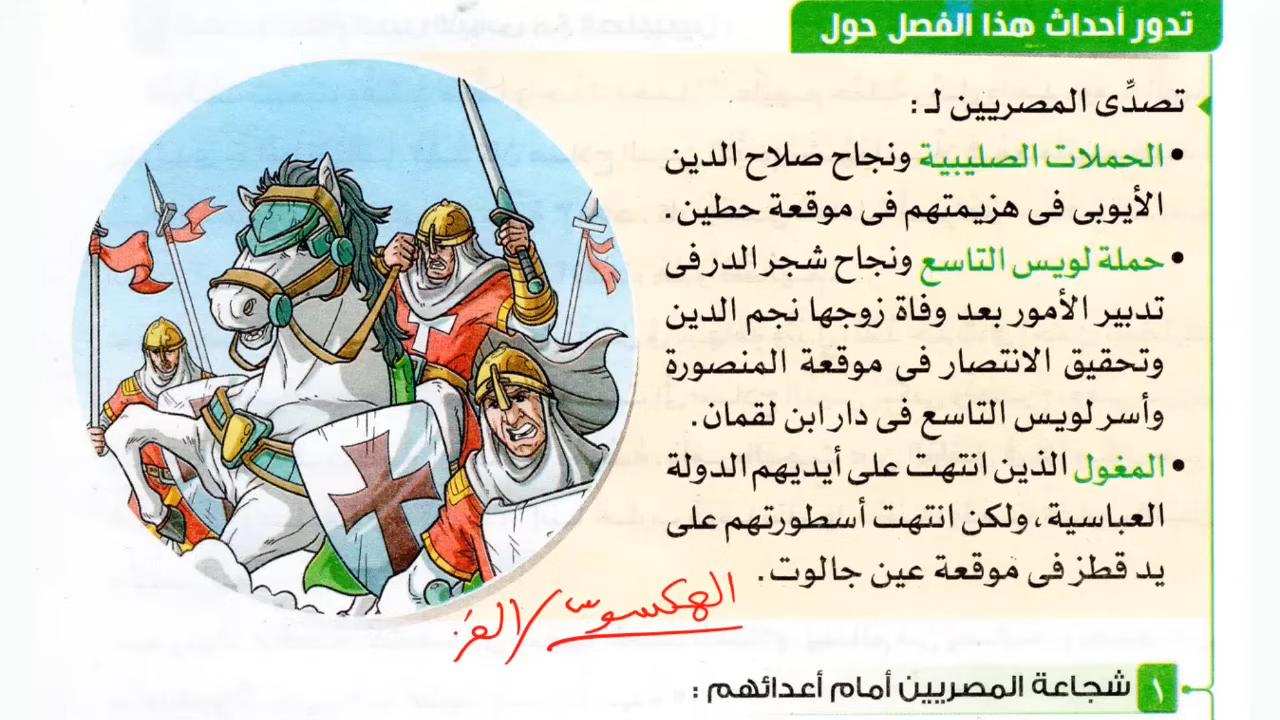 تدور أحداث هذا الفصل حول
تصدِّى المصريين لـ :
• الحملات الصليبية ونجاح صلاح الدين
الأيوبى فى هزيمتهم فى موقعة حطين.
• حملة لويس التاسع ونجاح شجر الدر فى
تدبير الأمور بعد وفاة زوجها نجم الدين
وتحقيق الانتصار فى موقعة المنصورة
وأسر لويس التاسع فى دار ابن لقمان.
• المغول الذين انتهت على أيديهم الدولة
العباسية، ولكن انتهت أسطورتهم على
يد قطز فى موقعة عين جالوت.
الهكسوس /
١ شجاعة المصريين أمام أعدائهم :